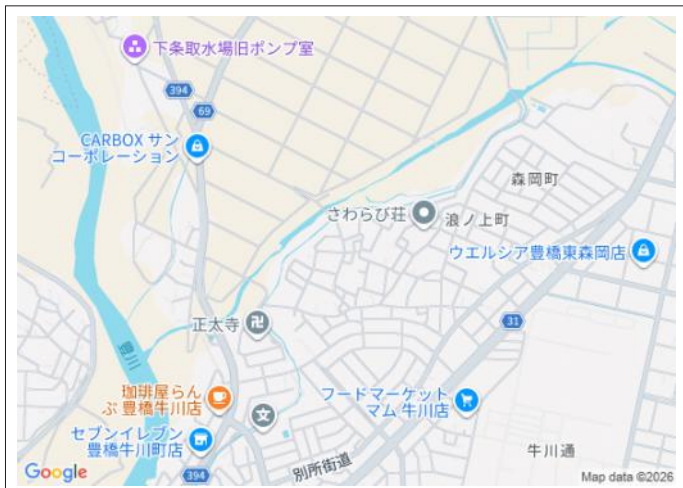 下条取水場旧ポンプ室
394
69
CARBOX サン
コーポレーション
森岡町
さわらび荘
浪ノ上町
ウエルシア豊橋東森岡店
31
正太寺
豊川
珈琲屋らん
ぷ 豊橋牛川店
フードマーケット
マム 牛川店
文
セブンイレブン
豊橋牛川町店
牛川通
別所街道
394
Google
Map data ©2026